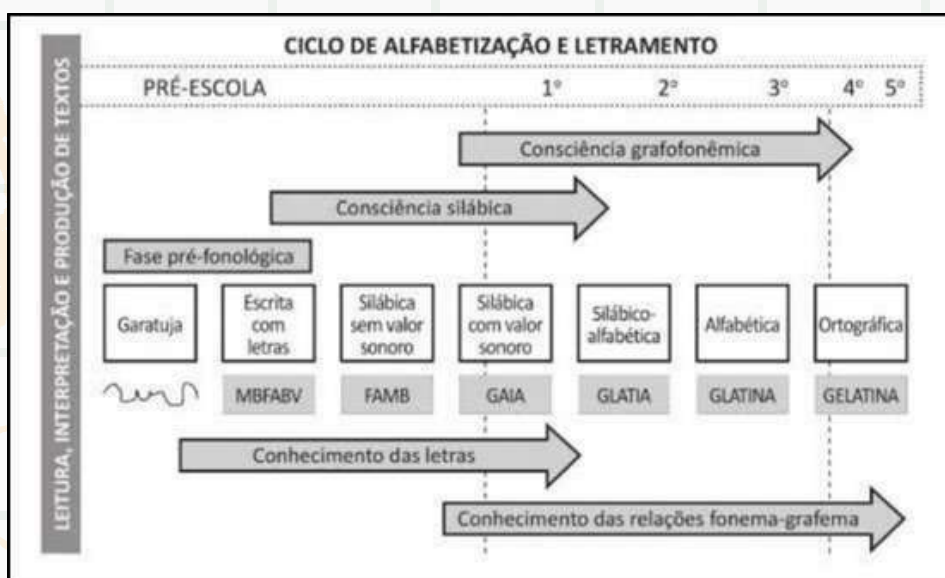 CICLO DE ALFABETIZAÇÃO E LETRAMENTO
LEITURA, INTERPRETAÇÃO E PRODUÇÃO DE TEXTOS
PRÉ-ESCOLA 1º 2º 3º 4º 5º
Consciência grafofonêmica
Consciência silábica
Fase pré-fonológica
Garatuja
Escrita
com
letras
Silábica
sem valor
sonoro
Silábica
com valor
sonoro
Silábico-
alfabética
Alfabética
Ortográfica
MBFABV
FAMB
GAIA
GLATIA
GLATINA
GELATINA
Conhecimento das letras
Conhecimento das relações fonema-grafema